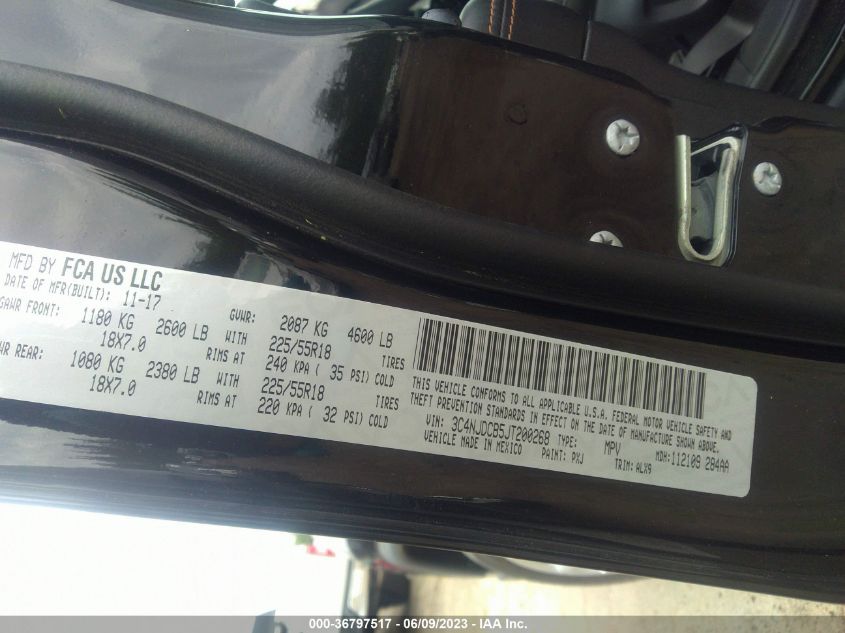 MFD BY FCA US LLC
DATE OF MFR(BUILT): 11-17
GVWR: 2087 KG 4600 LB
GAWR FRONT: 1180 KG 2600 LB WITH 225/55R18 TIRES
18X7.0 RIMS AT 240 KPA ( 35 PSI) COLD
WR REAR: 1080 KG 2380 LB WITH 225/55R18 TIRES
18X7.0 RIMS AT 220 KPA ( 32 PSI) COLD
THIS VEHICLE CONFORMS TO ALL APPLICABLE U.S.A. FEDERAL MOTOR VEHICLE SAFETY AND
THEFT PREVENTION STANDARDS IN EFFECT ON THE DATE OF MANUFACTURE SHOWN ABOVE.
VIN: 3C4NJDCB5JT200268 TYPE: MPV MDH: 112109 284AA
VEHICLE MADE IN MEXICO PAINT: PXJ TRIM: ALX9
000-36797517 - 06/09/2023 - IAA Inc.